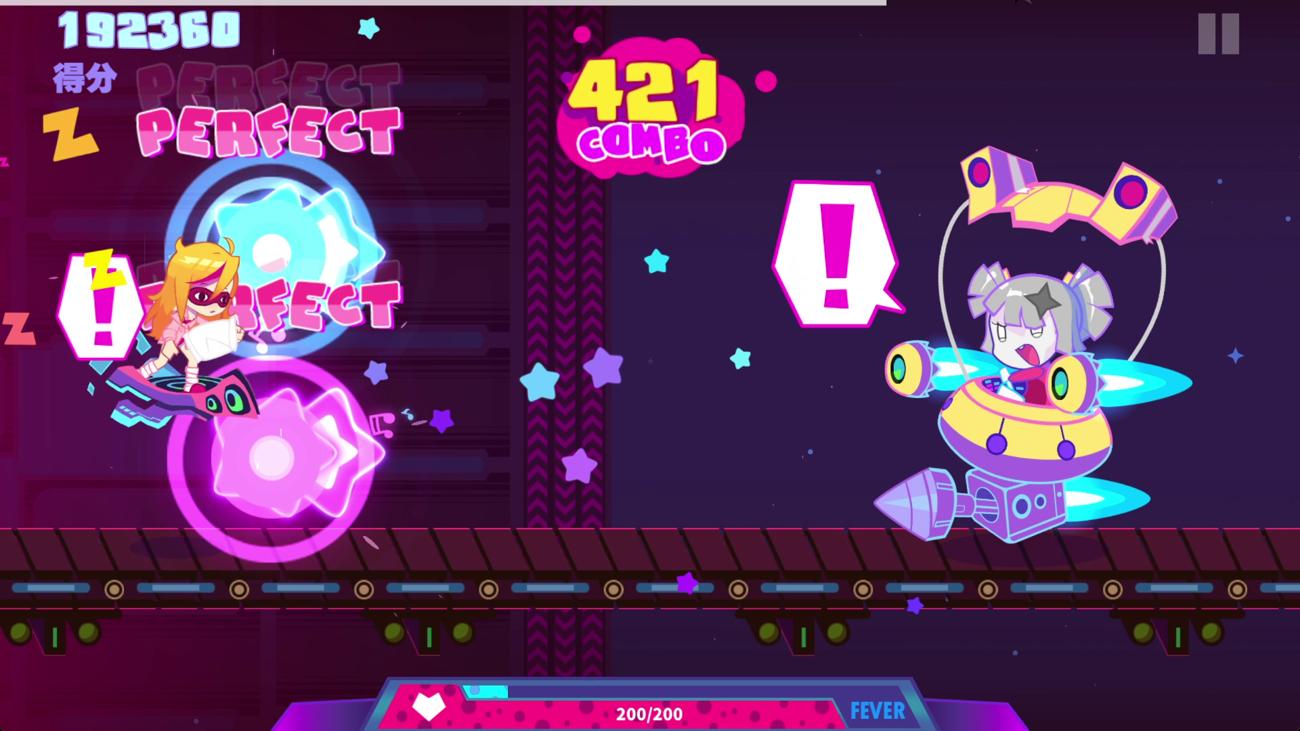 192360
得分
PERFECT
PERFECT
PERFECT
421
COMBO
Z
Z
Z
!
!
200/200
FEVER